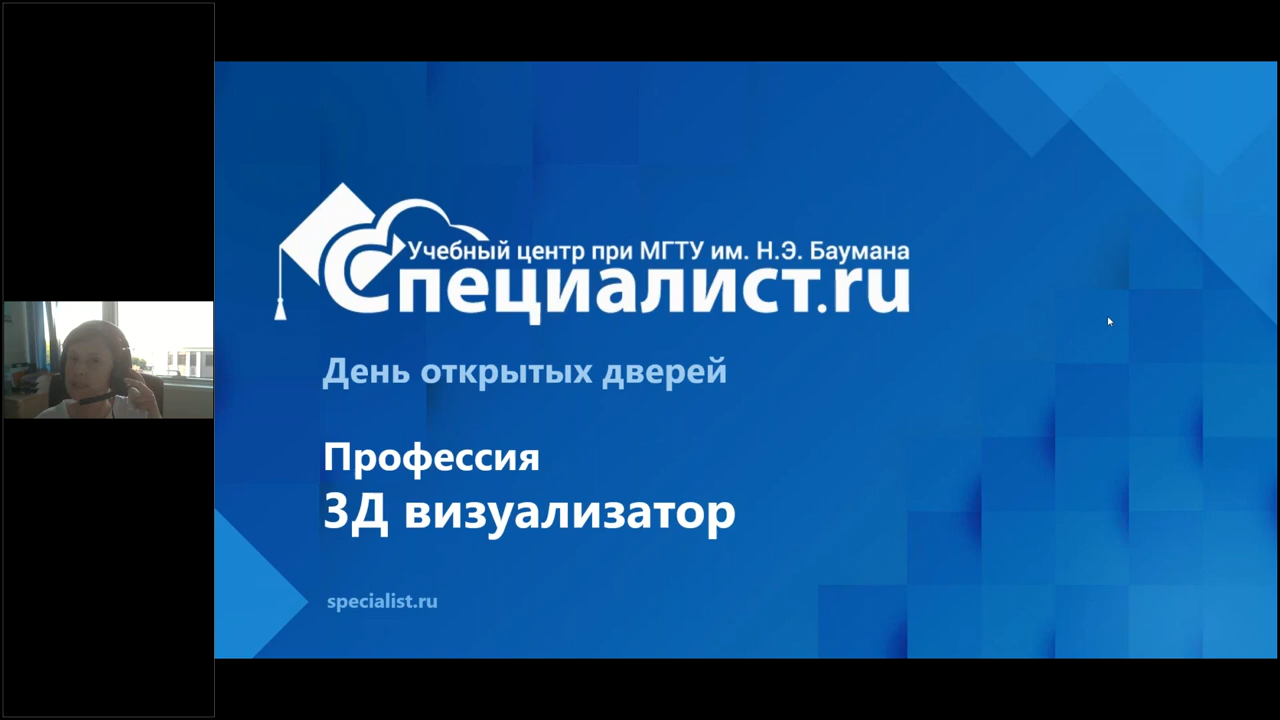 Учебный центр при МГТУ им. Н.Э. Баумана
Специалист.ru
День открытых дверей
Профессия
3Д визуализатор
specialist.ru